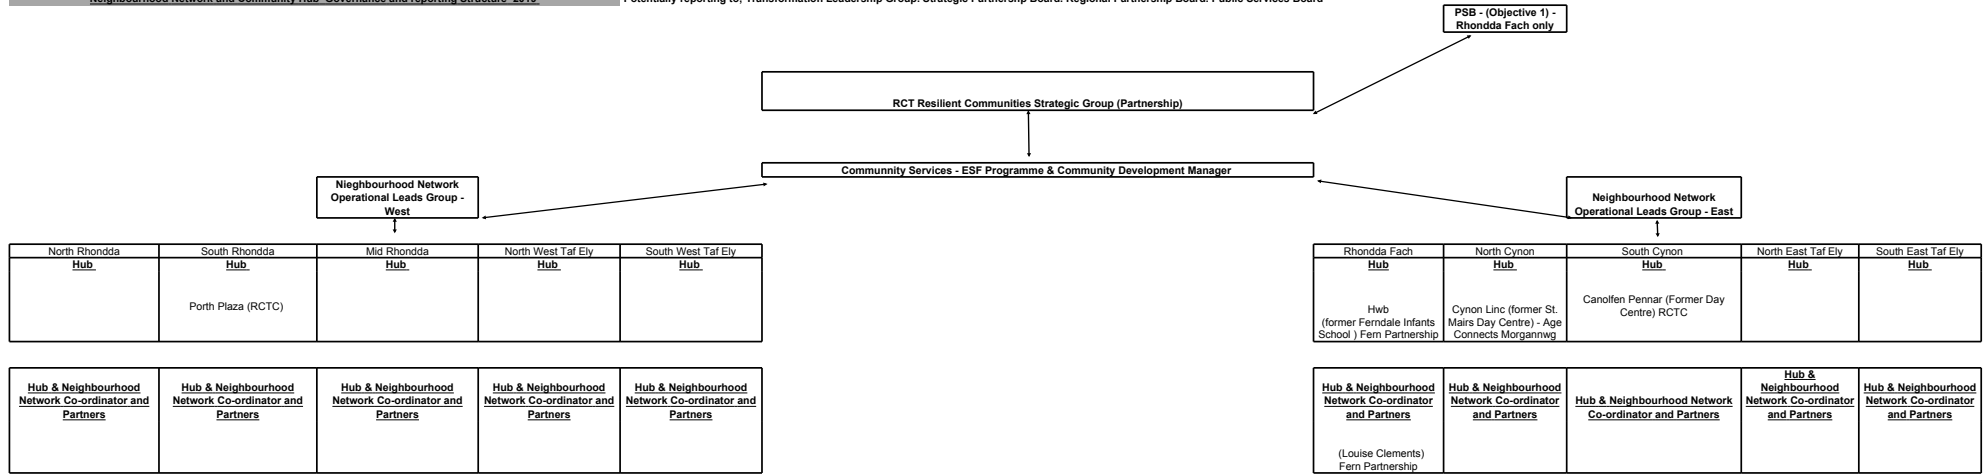 Neighbourhood Network and Community Hub Governance and reporting Structure 2019
Potentially reporting to; Transformation Leadership Group. Strategic Partnership Board. Regional Partnership Board. Public Services Board
PSB - (Objective 1) -
Rhondda Fach only
RCT Resilient Communities Strategic Group (Partnership)
Communnity Services - ESF Programme & Community Development Manager
Nieghbourhood Network
Operational Leads Group -
West
Neighbourhood Network
Operational Leads Group - East
North Rhondda
Hub
South Rhondda
Hub
Porth Plaza (RCTC)
Mid Rhondda
Hub
North West Taf Ely
Hub
South West Taf Ely
Hub
Rhondda Fach
Hub
Hwb
(former Ferndale Infants
School ) Fern Partnership
North Cynon
Hub
Cynon Linc (former St.
Mairs Day Centre) - Age
Connects Morgannwg
South Cynon
Hub
Canolfen Pennar (Former Day
Centre) RCTC
North East Taf Ely
Hub
South East Taf Ely
Hub
Hub & Neighbourhood
Network Co-ordinator and
Partners
Hub & Neighbourhood
Network Co-ordinator and
Partners
Hub & Neighbourhood
Network Co-ordinator and
Partners
Hub & Neighbourhood
Network Co-ordinator and
Partners
Hub & Neighbourhood
Network Co-ordinator and
Partners
Hub & Neighbourhood
Network Co-ordinator
and Partners
(Louise Clements)
Fern Partnership
Hub & Neighbourhood
Network Co-ordinator
and Partners
Hub & Neighbourhood Network
Co-ordinator and Partners
Hub &
Neighbourhood
Network Co-ordinator
and Partners
Hub & Neighbourhood
Network Co-ordinator
and Partners